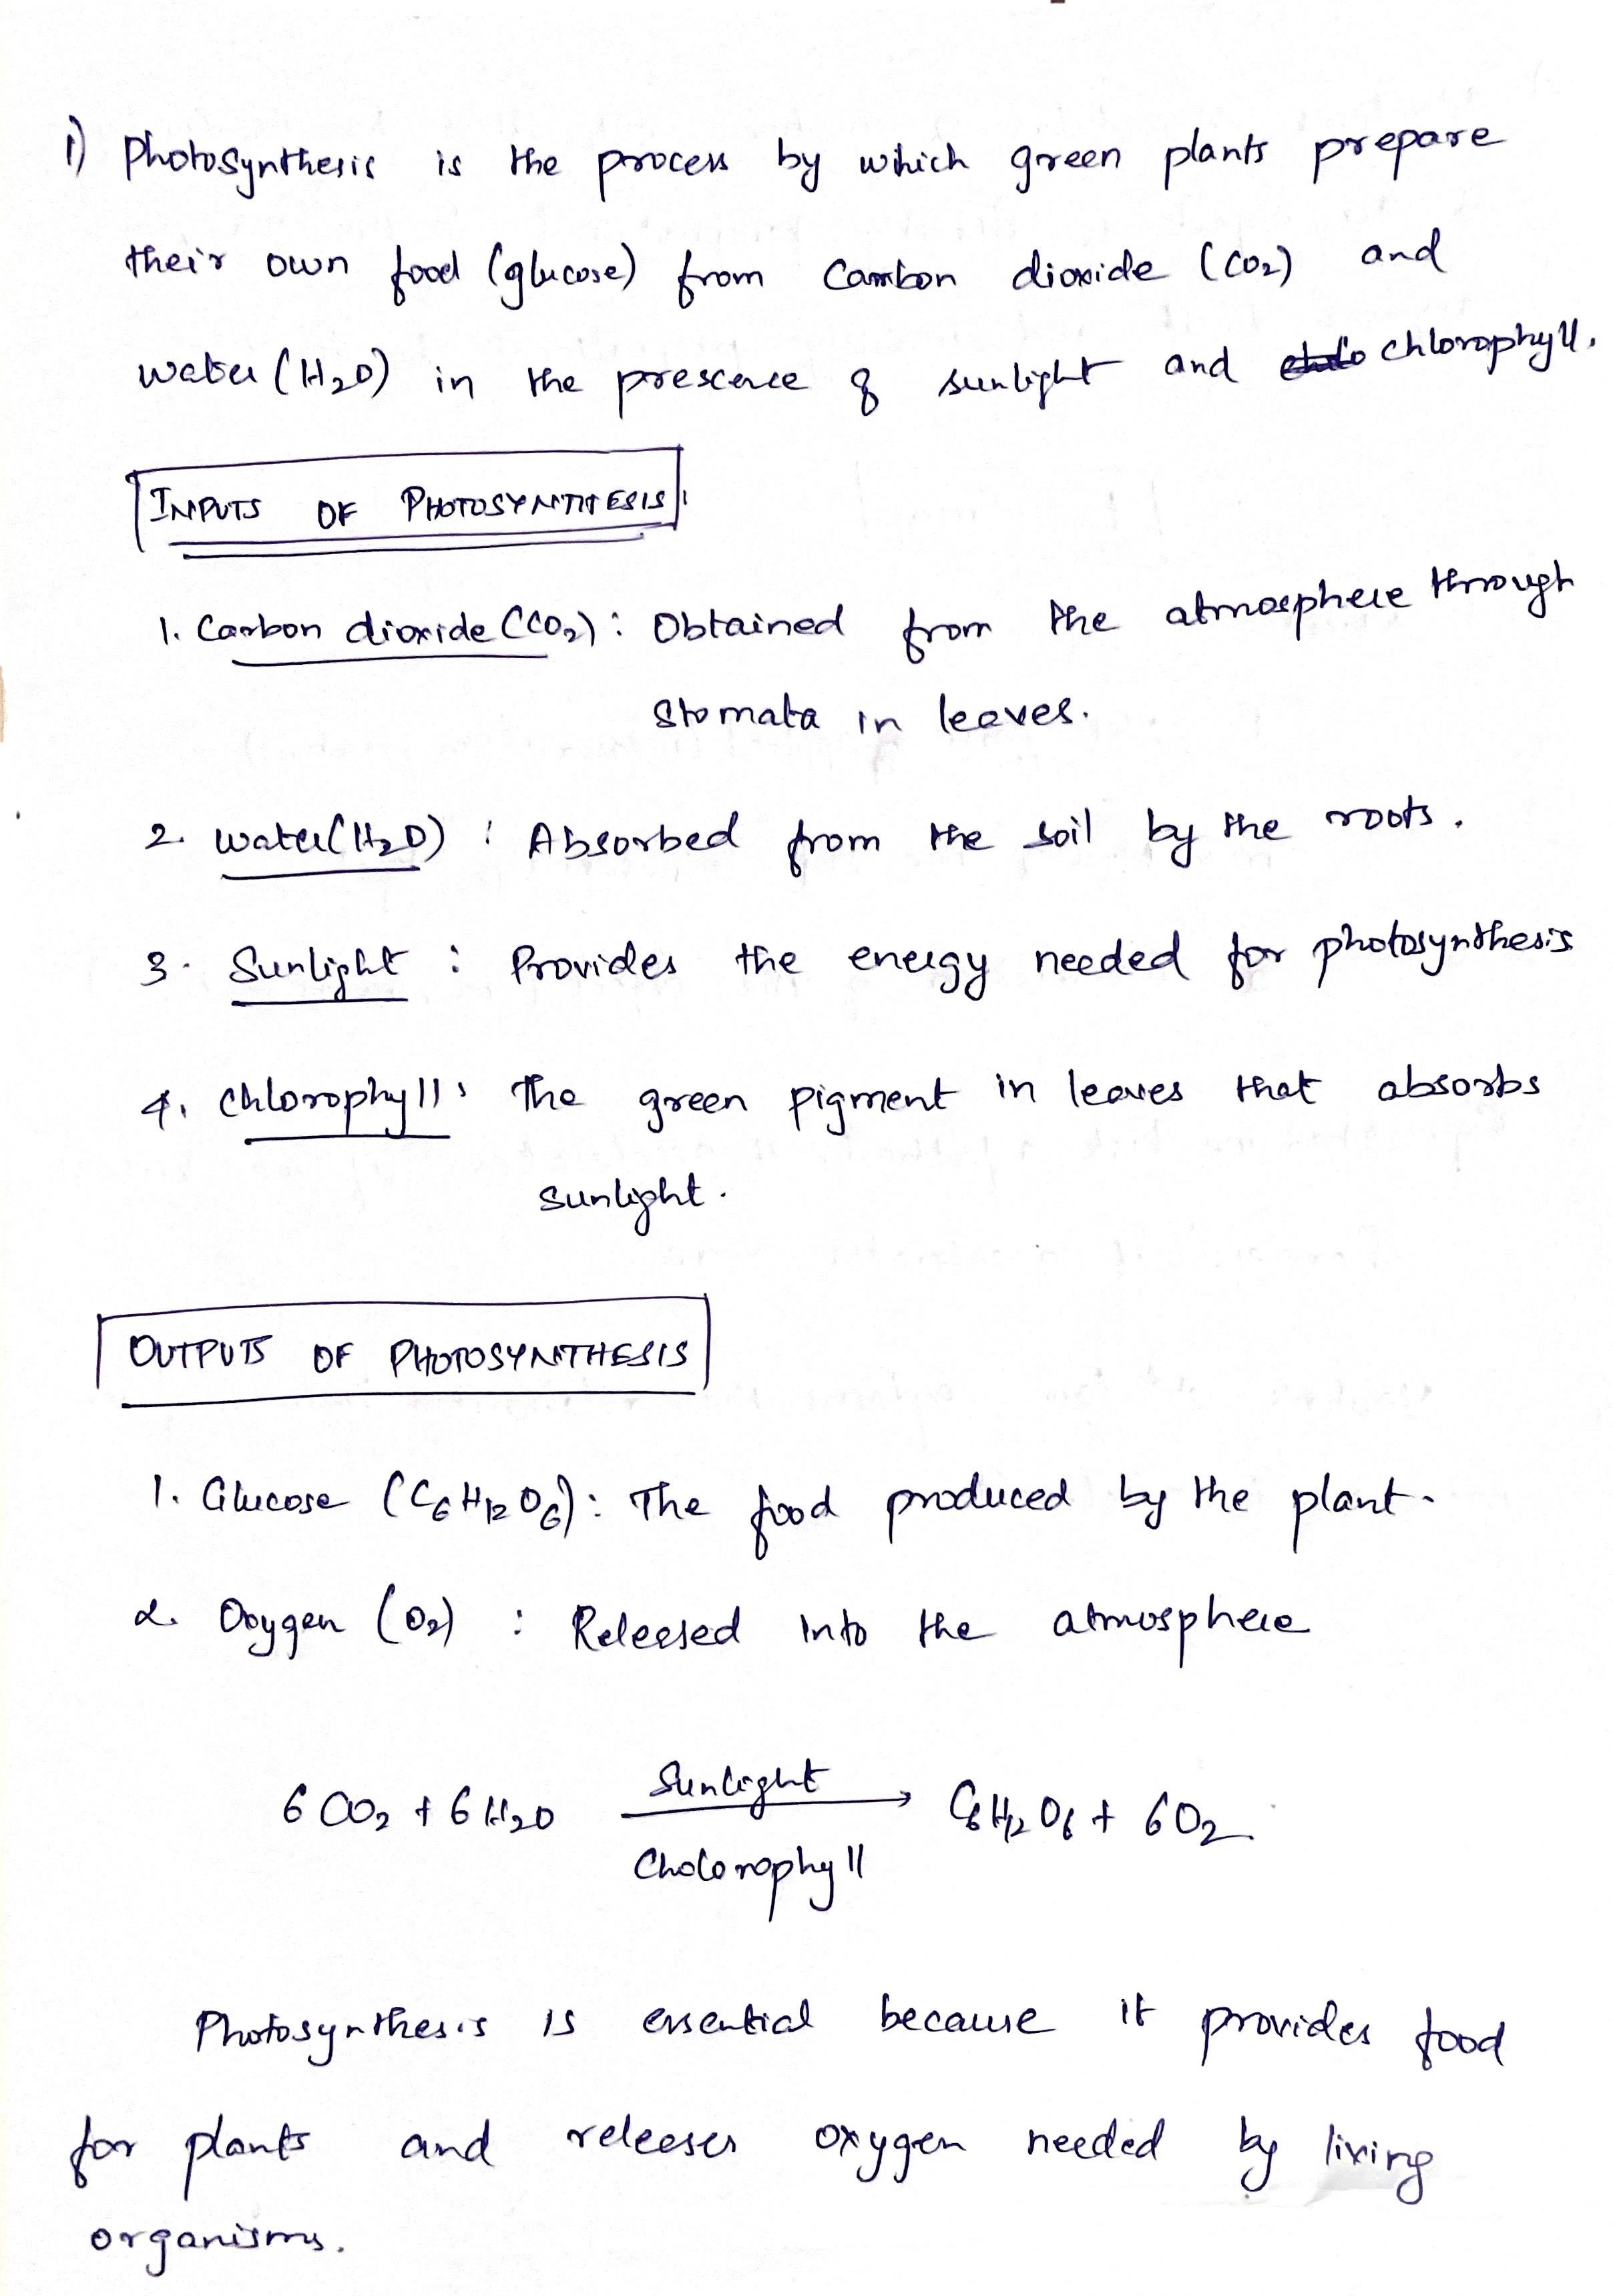 1) Photosynthesis is the process by which green plants prepare
their own food (glucose) from Carbon dioxide (CO2) and
water (H2O) in the prescence of sunlight and chlorophyll.
INPUTS OF PHOTOSYNTHESIS:
1. Carbon dioxide (CO2): Obtained from the atmosphere through
Stomata in leaves.
2. Water (H2O) : Absorbed from the soil by the roots.
3. Sunlight : Provides the energy needed for photosynthesis
4. Chlorophyll: The green pigment in leaves that absorbs
sunlight.
OUTPUTS OF PHOTOSYNTHESIS
1. Glucose (C6H12O6): The food produced by the plant.
2. Oxygen (O2) : Released into the atmosphere
6 CO2 + 6 H2O Sunlight → C6H12O6 + 6O2.
Cholorophyll
Photosynthesis is essential because it provides food
for plants and releases oxygen needed by living
organisms.